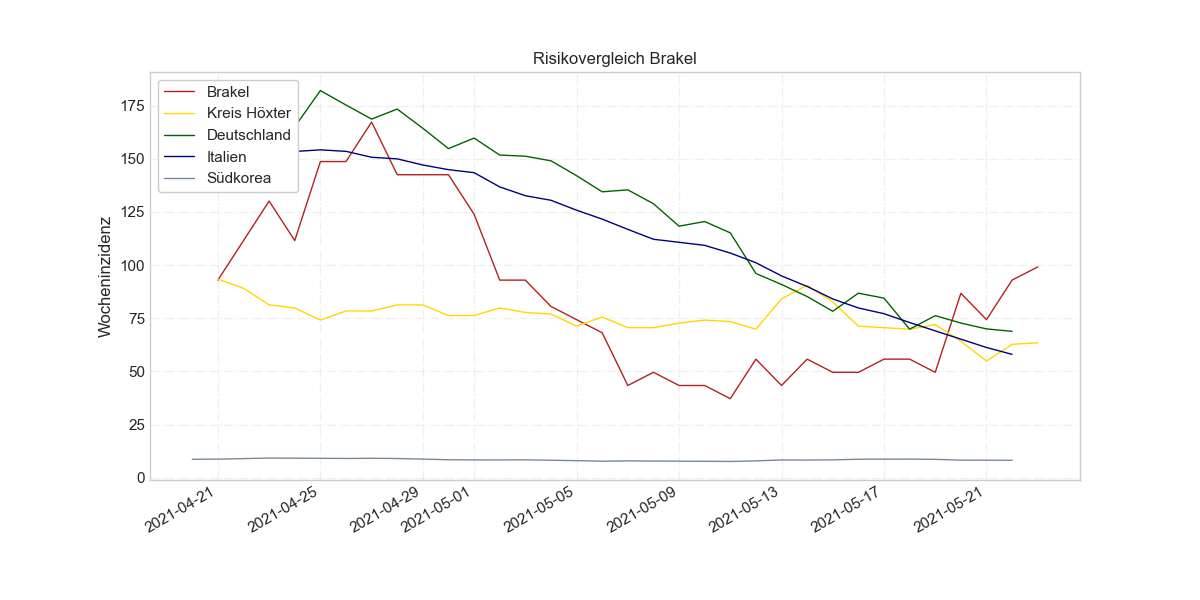 Risikovergleich Brakel
Brakel
Kreis Höxter
Deutschland
Italien
Südkorea
Wocheninzidenz
175
150
125
100
75
50
25
0
2021-04-21
2021-04-25
2021-04-29
2021-05-01
2021-05-05
2021-05-09
2021-05-13
2021-05-17
2021-05-21